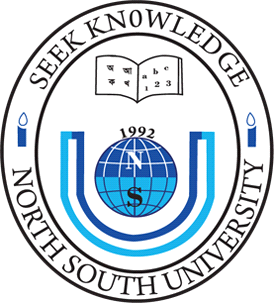 SEEK KN0WLEDGE
অ আ
ক খ
a b c
1 2 3
1992
N
S
NORTH SOUTH UNIVERSITY